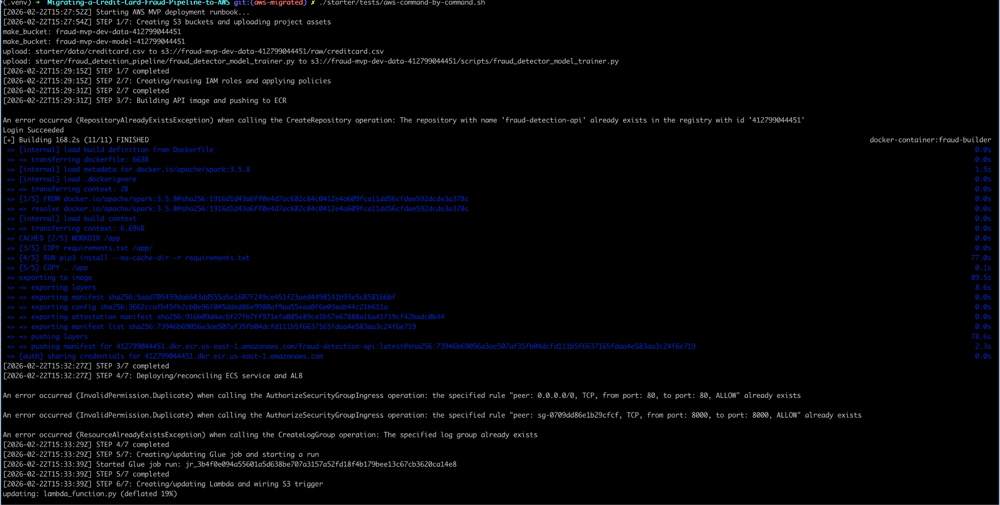 (.venv) ➜  Migrating-a-Credit-Card-Fraud-Pipeline-to-AWS git:(aws-migrated) ✗ ./starter/tests/aws-command-by-command.sh
[2026-02-22T15:27:52Z] Starting AWS MVP deployment runbook...
[2026-02-22T15:27:54Z] STEP 1/7: Creating S3 buckets and uploading project assets
make_bucket: fraud-mvp-dev-data-412799044451
make_bucket: fraud-mvp-dev-model-412799044451
upload: starter/data/creditcard.csv to s3://fraud-mvp-dev-data-412799044451/raw/creditcard.csv
upload: starter/fraud_detection_pipeline/fraud_detector_model_trainer.py to s3://fraud-mvp-dev-data-412799044451/scripts/fraud_detector_model_trainer.py
[2026-02-22T15:29:15Z] STEP 1/7 completed
[2026-02-22T15:29:15Z] STEP 2/7: Creating/reusing IAM roles and applying policies
[2026-02-22T15:29:31Z] STEP 2/7 completed
[2026-02-22T15:29:31Z] STEP 3/7: Building API image and pushing to ECR
An error occurred (RepositoryAlreadyExistsException) when calling the CreateRepository operation: The repository with name 'fraud-detection-api' already exists in the registry with id '412799044451'
Login Succeeded
[+] Building 168.2s (11/11) FINISHED docker-container:fraud-builder
=> [internal] load build definition from Dockerfile 0.0s
=> => transferring dockerfile: 663B 0.0s
=> [internal] load metadata for docker.io/apache/spark:3.5.8 1.5s
=> [internal] load .dockerignore 0.0s
=> => transferring context: 2B 0.0s
=> [1/5] FROM docker.io/apache/spark:3.5.8@sha256:1916d1d43a6ff0e4d7ac682c84c0412e4a609fca11dd56cfdae592dcde3a378c 0.0s
=> => resolve docker.io/apache/spark:3.5.8@sha256:1916d1d43a6ff0e4d7ac682c84c0412e4a609fca11dd56cfdae592dcde3a378c 0.0s
=> [internal] load build context 0.0s
=> => transferring context: 6.69kB 0.0s
=> CACHED [2/5] WORKDIR /app 0.0s
=> [3/5] COPY requirements.txt /app/ 0.0s
=> [4/5] RUN pip3 install --no-cache-dir -r requirements.txt 77.0s
=> [5/5] COPY . /app 0.1s
=> exporting to image 89.5s
=> => exporting layers 8.6s
=> => exporting manifest sha256:5aad705439da6643dd555a5e1607f249ce451f23aed4498141b93e5c858166bf 0.0s
=> => exporting config sha256:3662ccafb45fb2cb0e96f045dded86e9980af9aa55eaa0f6e03eab44c21b611a 0.0s
=> => exporting attestation manifest sha256:916b09d4ac6f27fb7ff971efa085e89ce1b57e67888a16a41f19cf42badc0b44 0.0s
=> => exporting manifest list sha256:73946b69056a3ae507af35fb04dcfd111b5f6637165fdaa4e583aa3c24f6e719 0.0s
=> => pushing layers 78.6s
=> => pushing manifest for 412799044451.dkr.ecr.us-east-1.amazonaws.com/fraud-detection-api:latest@sha256:73946b69056a3ae507af35fb04dcfd111b5f6637165fdaa4e583aa3c24f6e719 2.3s
=> [auth] sharing credentials for 412799044451.dkr.ecr.us-east-1.amazonaws.com 0.0s
[2026-02-22T15:32:27Z] STEP 3/7 completed
[2026-02-22T15:32:27Z] STEP 4/7: Deploying/reconciling ECS service and ALB
An error occurred (InvalidPermission.Duplicate) when calling the AuthorizeSecurityGroupIngress operation: the specified rule "peer: 0.0.0.0/0, TCP, from port: 80, to port: 80, ALLOW" already exists
An error occurred (InvalidPermission.Duplicate) when calling the AuthorizeSecurityGroupIngress operation: the specified rule "peer: sg-0709dd86e1b29cfcf, TCP, from port: 8000, to port: 8000, ALLOW" already exists
An error occurred (ResourceAlreadyExistsException) when calling the CreateLogGroup operation: The specified log group already exists
[2026-02-22T15:33:29Z] STEP 4/7 completed
[2026-02-22T15:33:29Z] STEP 5/7: Creating/updating Glue job and starting a run
[2026-02-22T15:33:39Z] Started Glue job run: jr_3b4f0e094a55601a5d638be707a3157a52fd18f4b179bee13c67cb3620ca14e8
[2026-02-22T15:33:39Z] STEP 5/7 completed
[2026-02-22T15:33:39Z] STEP 6/7: Creating/updating Lambda and wiring S3 trigger
updating: lambda_function.py (deflated 19%)